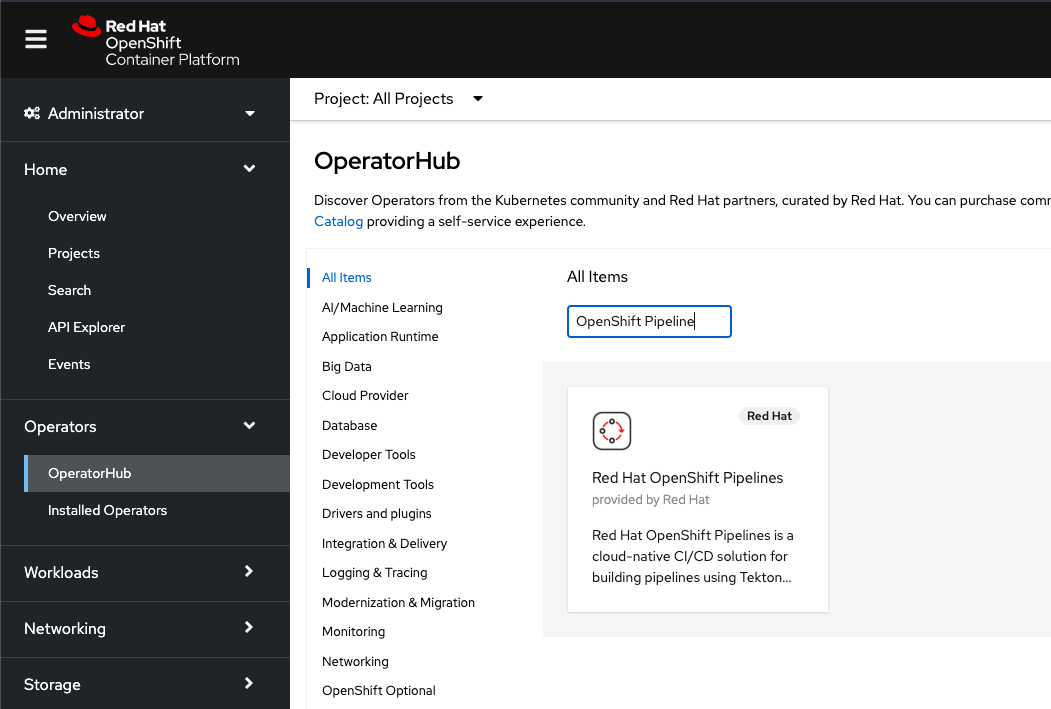 Red Hat
OpenShift
Container Platform
Administrator
Home
Overview
Projects
Search
API Explorer
Events
Operators
OperatorHub
Installed Operators
Workloads
Networking
Storage
Project: All Projects
OperatorHub
Discover Operators from the Kubernetes community and Red Hat partners, curated by Red Hat. You can purchase
Catalog providing a self-service experience.
All Items
AI/Machine Learning
Application Runtime
Big Data
Cloud Provider
Database
Developer Tools
Development Tools
Drivers and plugins
Integration & Delivery
Logging & Tracing
Modernization & Migration
Monitoring
Networking
OpenShift Optional
All Items
OpenShift Pipeline
Red Hat
Red Hat OpenShift Pipelines
provided by Red Hat
Red Hat OpenShift Pipelines is a
cloud-native CI/CD solution for
building pipelines using Tekton...